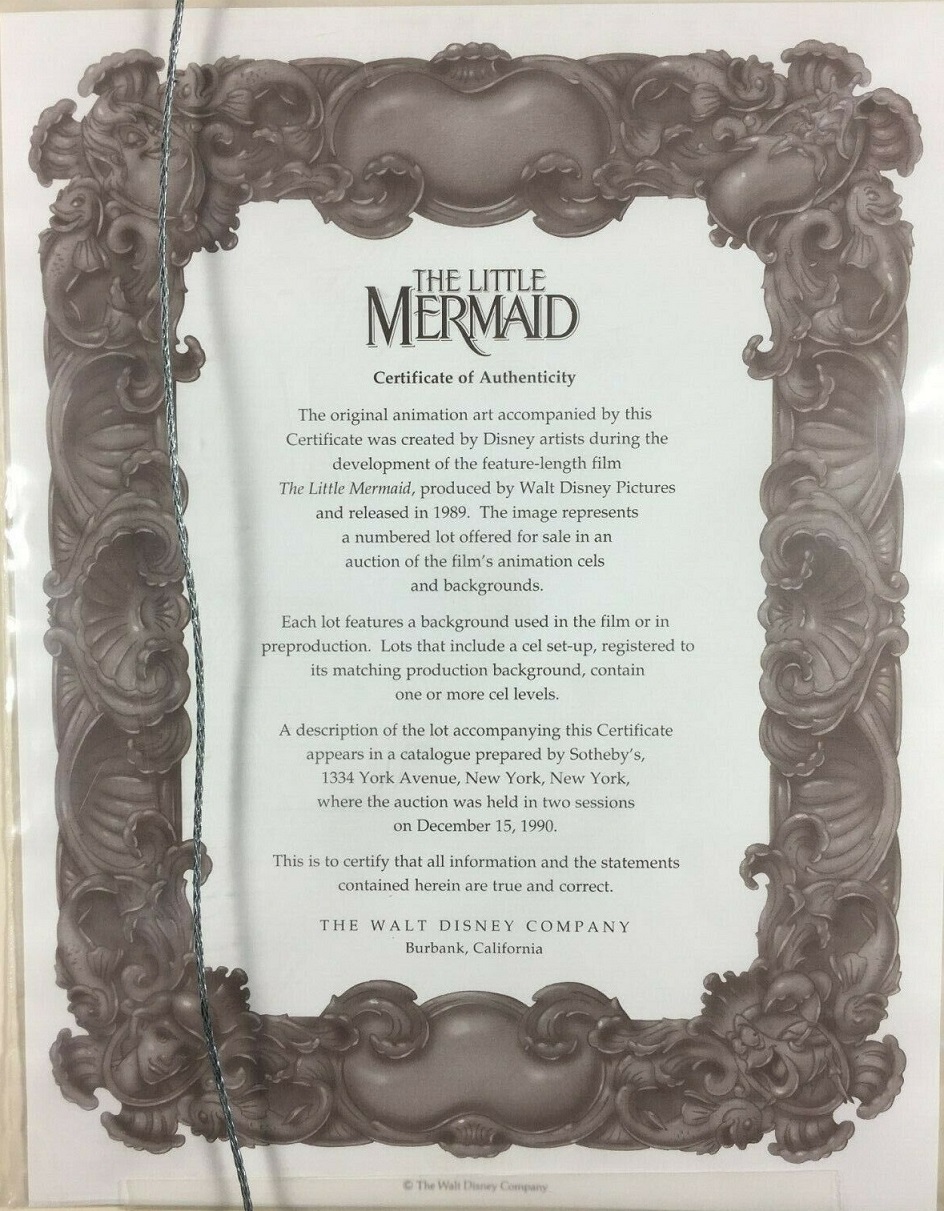 THE LITTLE
MERMAID
Certificate of Authenticity
The original animation art accompanied by this
Certificate was created by Disney artists during the
development of the feature-length film
The Little Mermaid, produced by Walt Disney Pictures
and released in 1989. The image represents
a numbered lot offered for sale in an
auction of the film's animation cels
and backgrounds.
Each lot features a background used in the film or in
preproduction. Lots that include a cel set-up, registered to
its matching production background, contain
one or more cel levels.
A description of the lot accompanying this Certificate
appears in a catalogue prepared by Sotheby's,
1334 York Avenue, New York, New York,
where the auction was held in two sessions
on December 15, 1990.
This is to certify that all information and the statements
contained herein are true and correct.
THE WALT DISNEY COMPANY
Burbank, California
© The Walt Disney Company